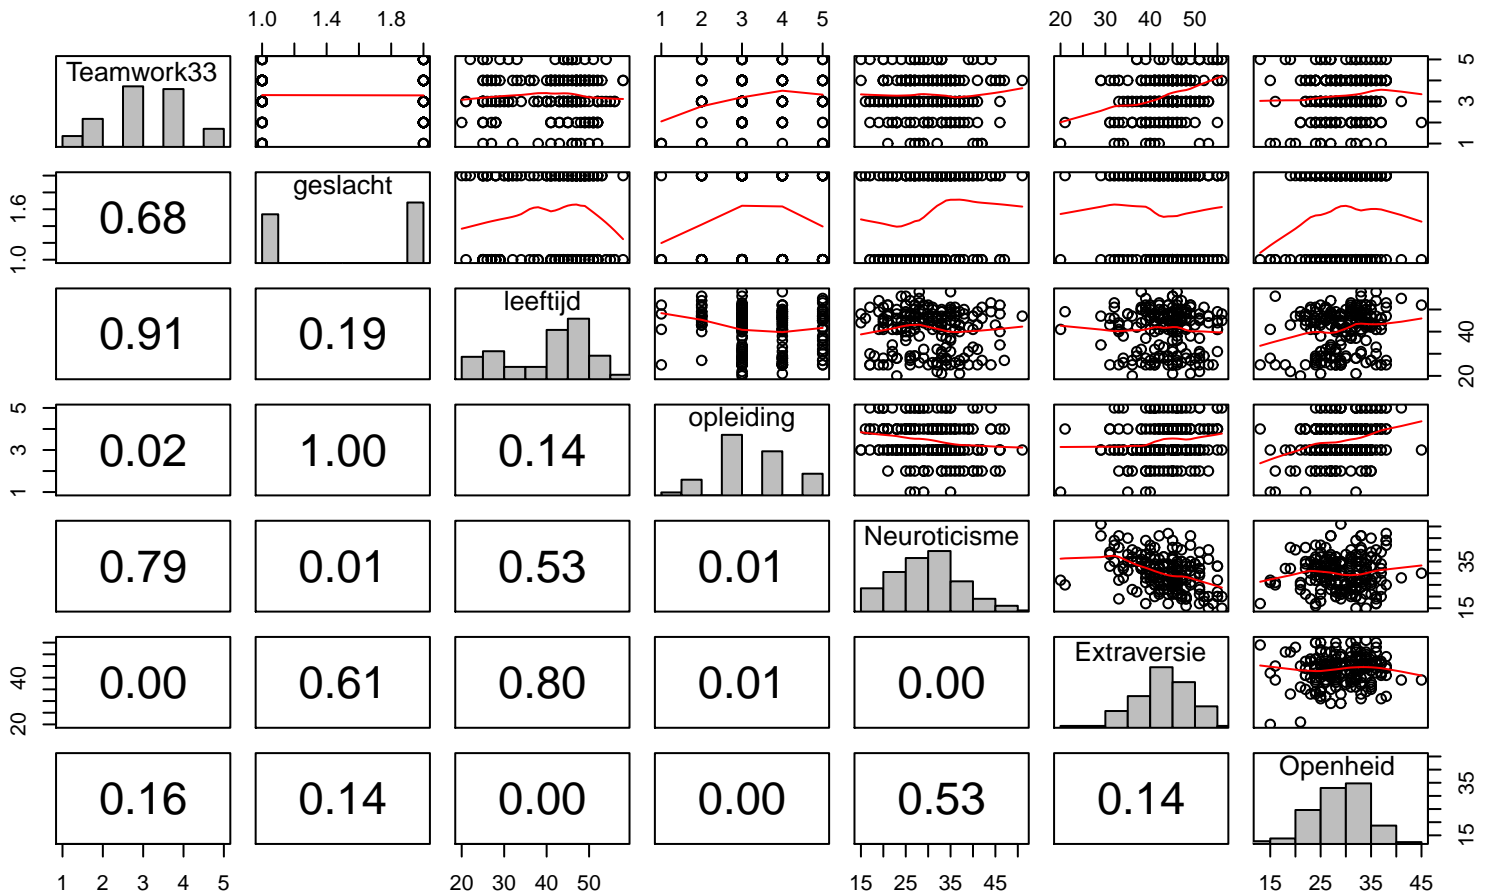 1.0 1.4 1.8 1 2 3 4 5 20 30 40 50
Teamwork33 5 3 1
1.6 1.0 0.68 geslacht
0.91 0.19 leeftijd 40 20
5 3 1 0.02 1.00 0.14 opleiding
0.79 0.01 0.53 0.01 Neuroticisme 35 15
40 20 0.00 0.61 0.80 0.01 0.00 Extraversie
0.16 0.14 0.00 0.00 0.53 0.14 Openheid 35 15
1 2 3 4 5 20 30 40 50 15 25 35 45 15 25 35 45